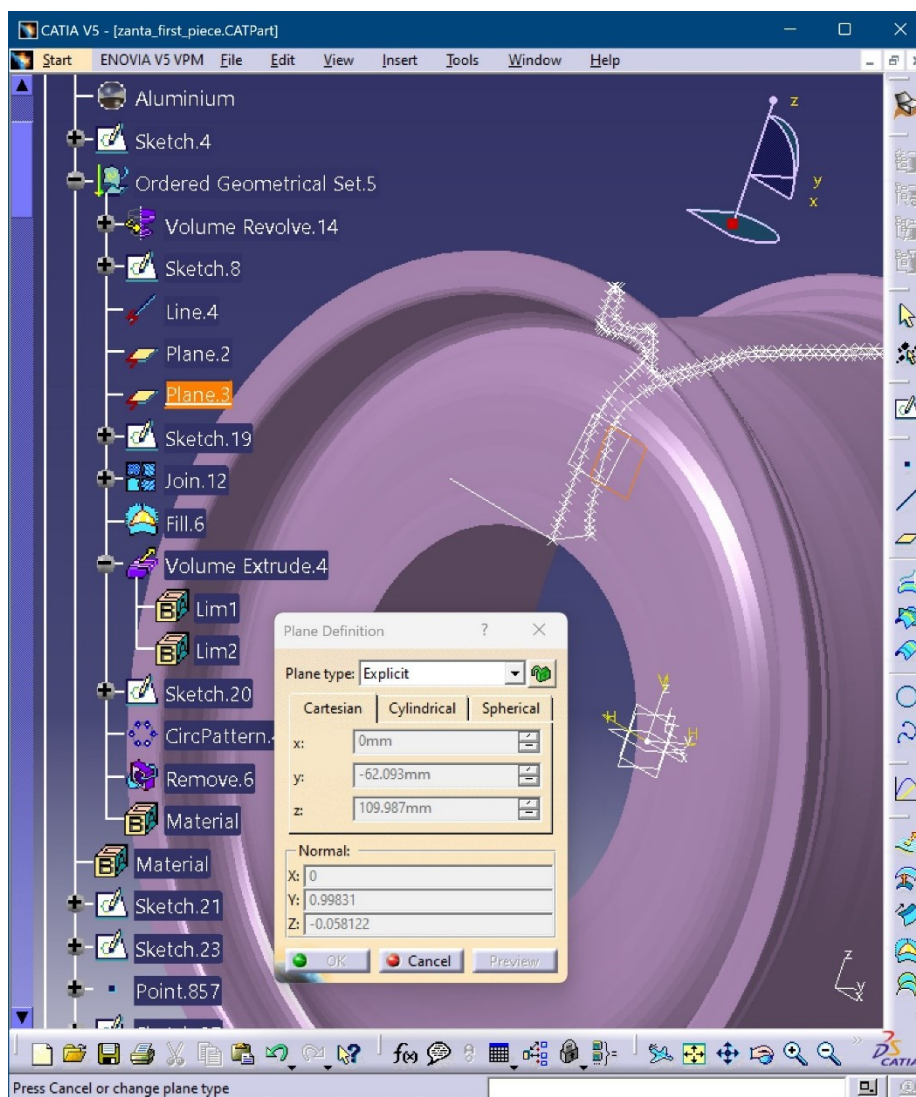 CATIA V5 - [zanta_first_piece.CATPart]
Start ENOVIA V5 VPM File Edit View Insert Tools Window Help
Aluminium
Sketch.4
Ordered Geometrical Set.5
Volume Revolve.14
Sketch.8
Line.4
Plane.2
Plane.3
Sketch.19
Join.12
Fill.6
Volume Extrude.4
Lim1
Lim2
Sketch.20
CircPattern.
Remove.6
Material
Material
Sketch.21
Sketch.23
Point.857
z
y
x
V
z
H
H
y
Plane Definition ? ×
Plane type: Explicit
Cartesian Cylindrical Spherical
x: 0mm
y: -62.093mm
z: 109.987mm
Normal:
X: 0
Y: 0.99831
Z: -0.058122
OK Cancel Preview
z
y
x
f(x)
CATIA
Press Cancel or change plane type